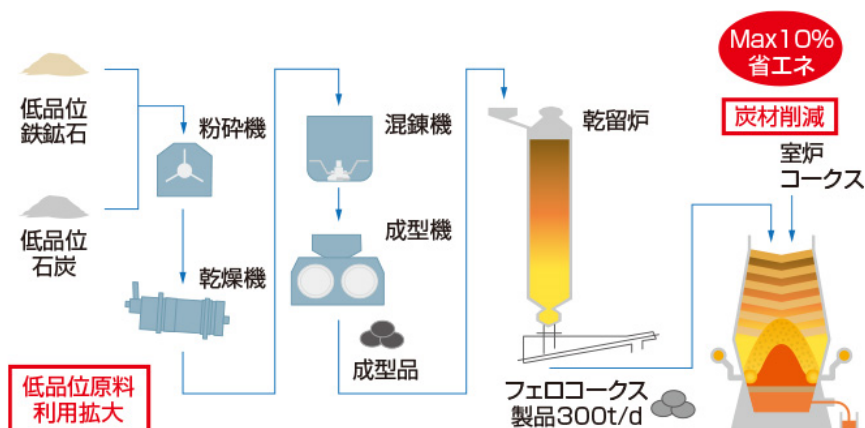 低品位
鉄鉱石
低品位
石炭
粉砕機
乾燥機
低品位原料
利用拡大
混錬機
成型機
成型品
乾留炉
フェロコークス
製品300t/d
Max10%
省エネ
炭材削減
室炉
コークス